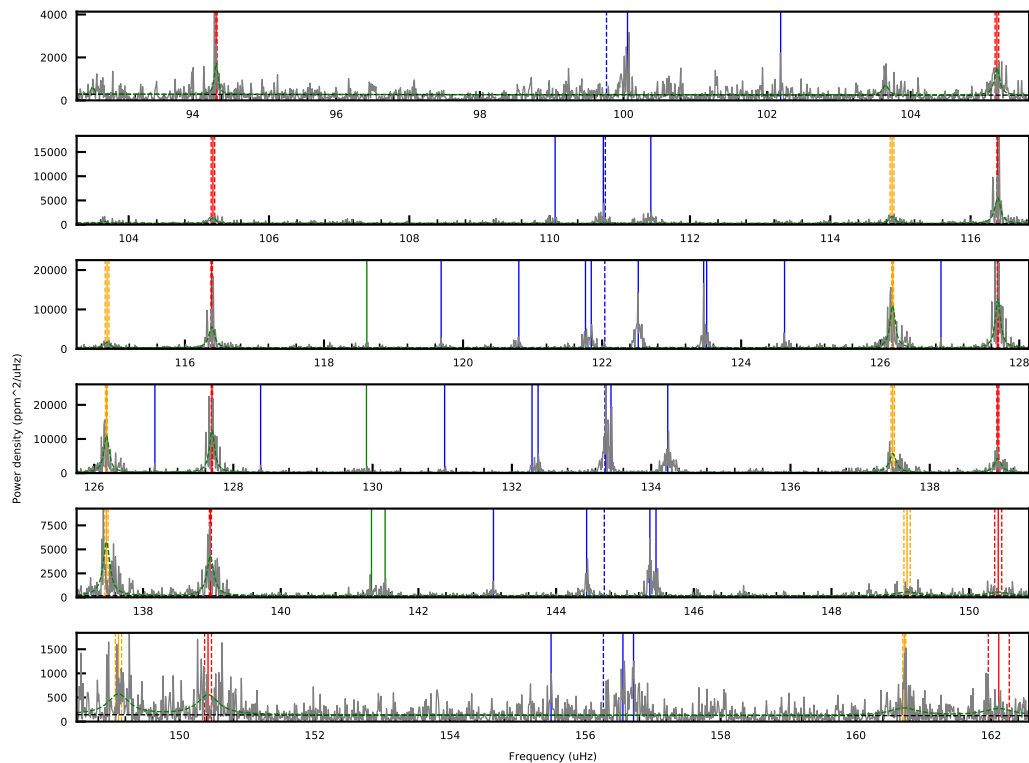 4000
2000
0
94 96 98 100 102 104
15000
10000
5000
0
104 106 108 110 112 114 116
20000
10000
0
116 118 120 122 124 126 128
Power density (ppm^2/uHz)
20000
10000
0
126 128 130 132 134 136 138
7500
5000
2500
0
138 140 142 144 146 148 150
1500
1000
500
0
150 152 154 156 158 160 162
Frequency (uHz)